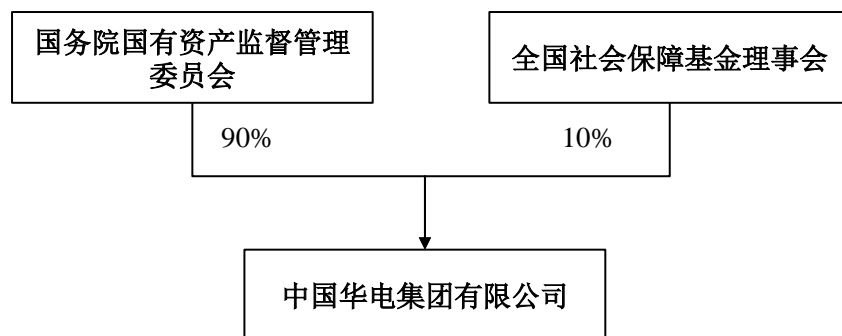 国务院国有资产监督管理
委员会
全国社会保障基金理事会
90%
10%
中国华电集团有限公司